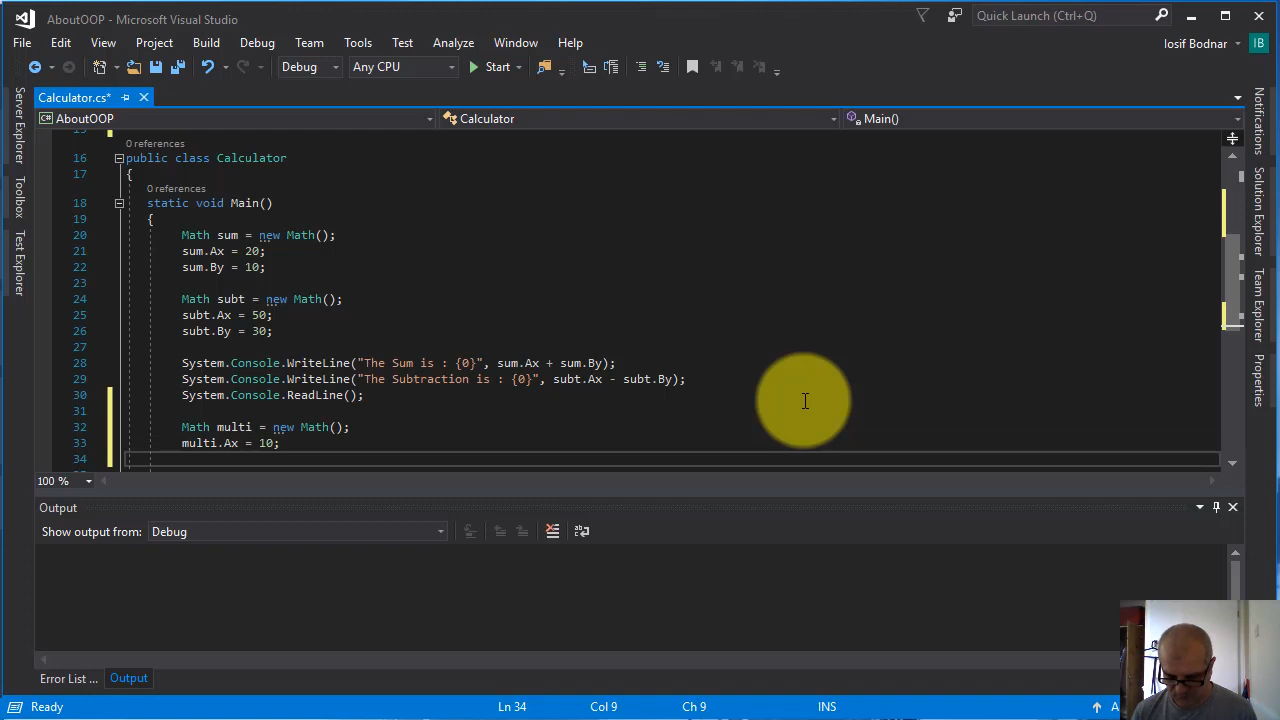 AboutOOP - Microsoft Visual Studio
Quick Launch (Ctrl+Q)
File Edit View Project Build Debug Team Tools Test Analyze Window Help
Iosif Bodnar IB
Debug Any CPU Start
Calculator.cs*
AboutOOP Calculator Main()
0 references
16 public class Calculator
17 {
0 references
18 static void Main()
19 {
20 Math sum = new Math();
21 sum.Ax = 20;
22 sum.By = 10;
23
24 Math subt = new Math();
25 subt.Ax = 50;
26 subt.By = 30;
27
28 System.Console.WriteLine("The Sum is : {0}", sum.Ax + sum.By);
29 System.Console.WriteLine("The Subtraction is : {0}", subt.Ax - subt.By);
30 System.Console.ReadLine();
31
32 Math multi = new Math();
33 multi.Ax = 10;
34
100 %
Output
Show output from: Debug
Error List ... Output
Ready Ln 34 Col 9 Ch 9 INS
Server Explorer
Toolbox
Test Explorer
Notifications
Solution Explorer
Team Explorer
Properties